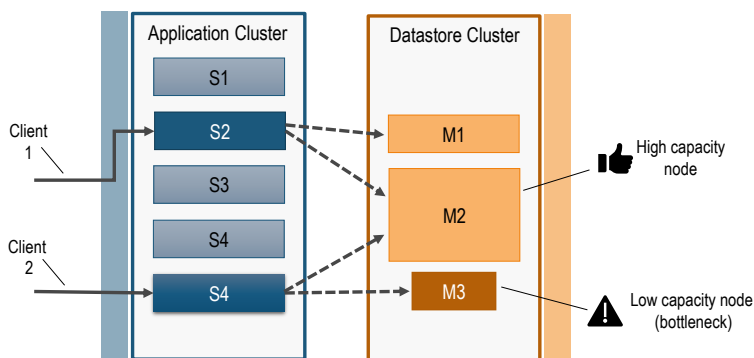 Application Cluster
Datastore Cluster
S1
Client
1
S2
M1
High capacity
node
S3
M2
Client
2
S4
S4
M3
Low capacity node
(bottleneck)